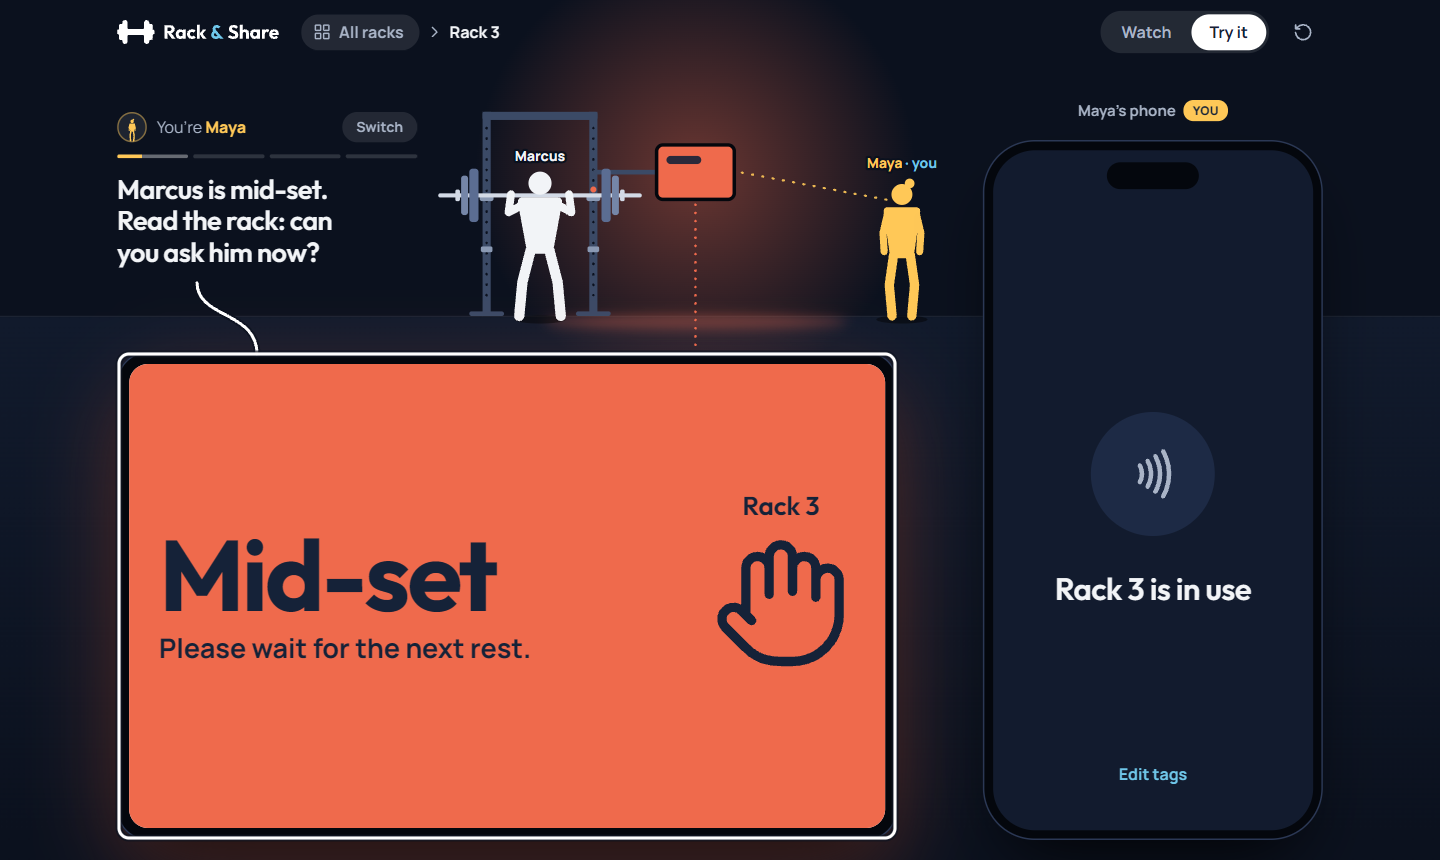 Rack & Share
All racks
Rack 3
Watch
Try it
You're Maya
Switch
Marcus is mid-set.
Read the rack: can
you ask him now?
Marcus
Maya · you
Maya's phone
YOU
Rack 3
Mid-set
Please wait for the next rest.
Rack 3 is in use
Edit tags